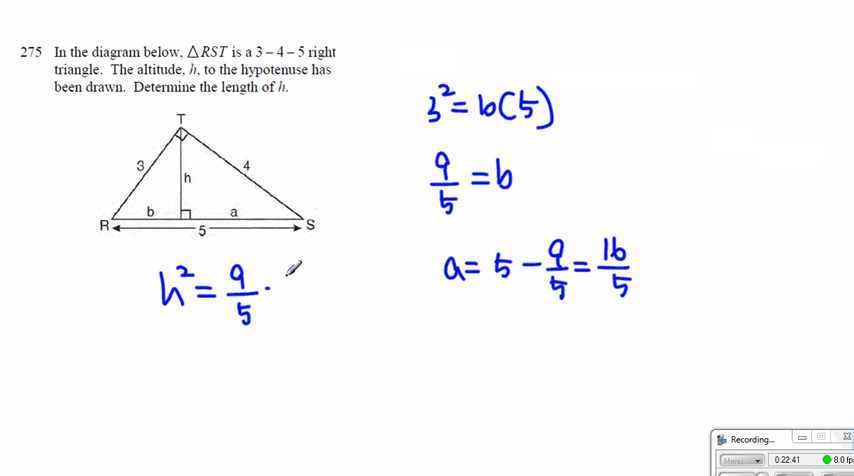 275 In the diagram below, △RST is a 3 – 4 – 5 right
triangle. The altitude, h, to the hypotenuse has
been drawn. Determine the length of h.
T
3
4
h
b
a
R
S
5
h² = 9/5 ·
3² = b(5)
9/5 = b
a = 5 − 9/5 = 16/5
Recording...
Menu
0:22:41
8.0 fp